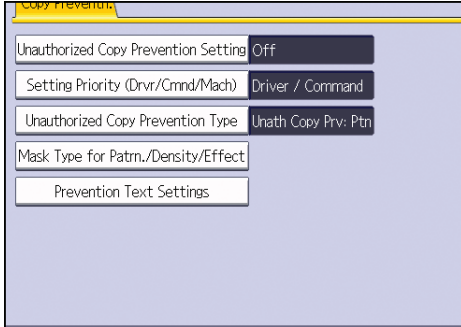 Copy Preventn.
Unauthorized Copy Prevention Setting Off
Setting Priority (Drvr/Cmnd/Mach) Driver / Command
Unauthorized Copy Prevention Type Unath Copy Prv: Ptn
Mask Type for Patrn./Density/Effect
Prevention Text Settings